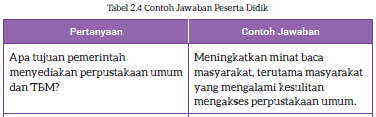 Tabel 2.4 Contoh Jawaban Peserta Didik
Pertanyaan
Contoh Jawaban
Apa tujuan pemerintah
menyediakan perpustakaan umum
dan TBM?
Meningkatkan minat baca
masyarakat, terutama masyarakat
yang mengalami kesulitan
mengakses perpustakaan umum.